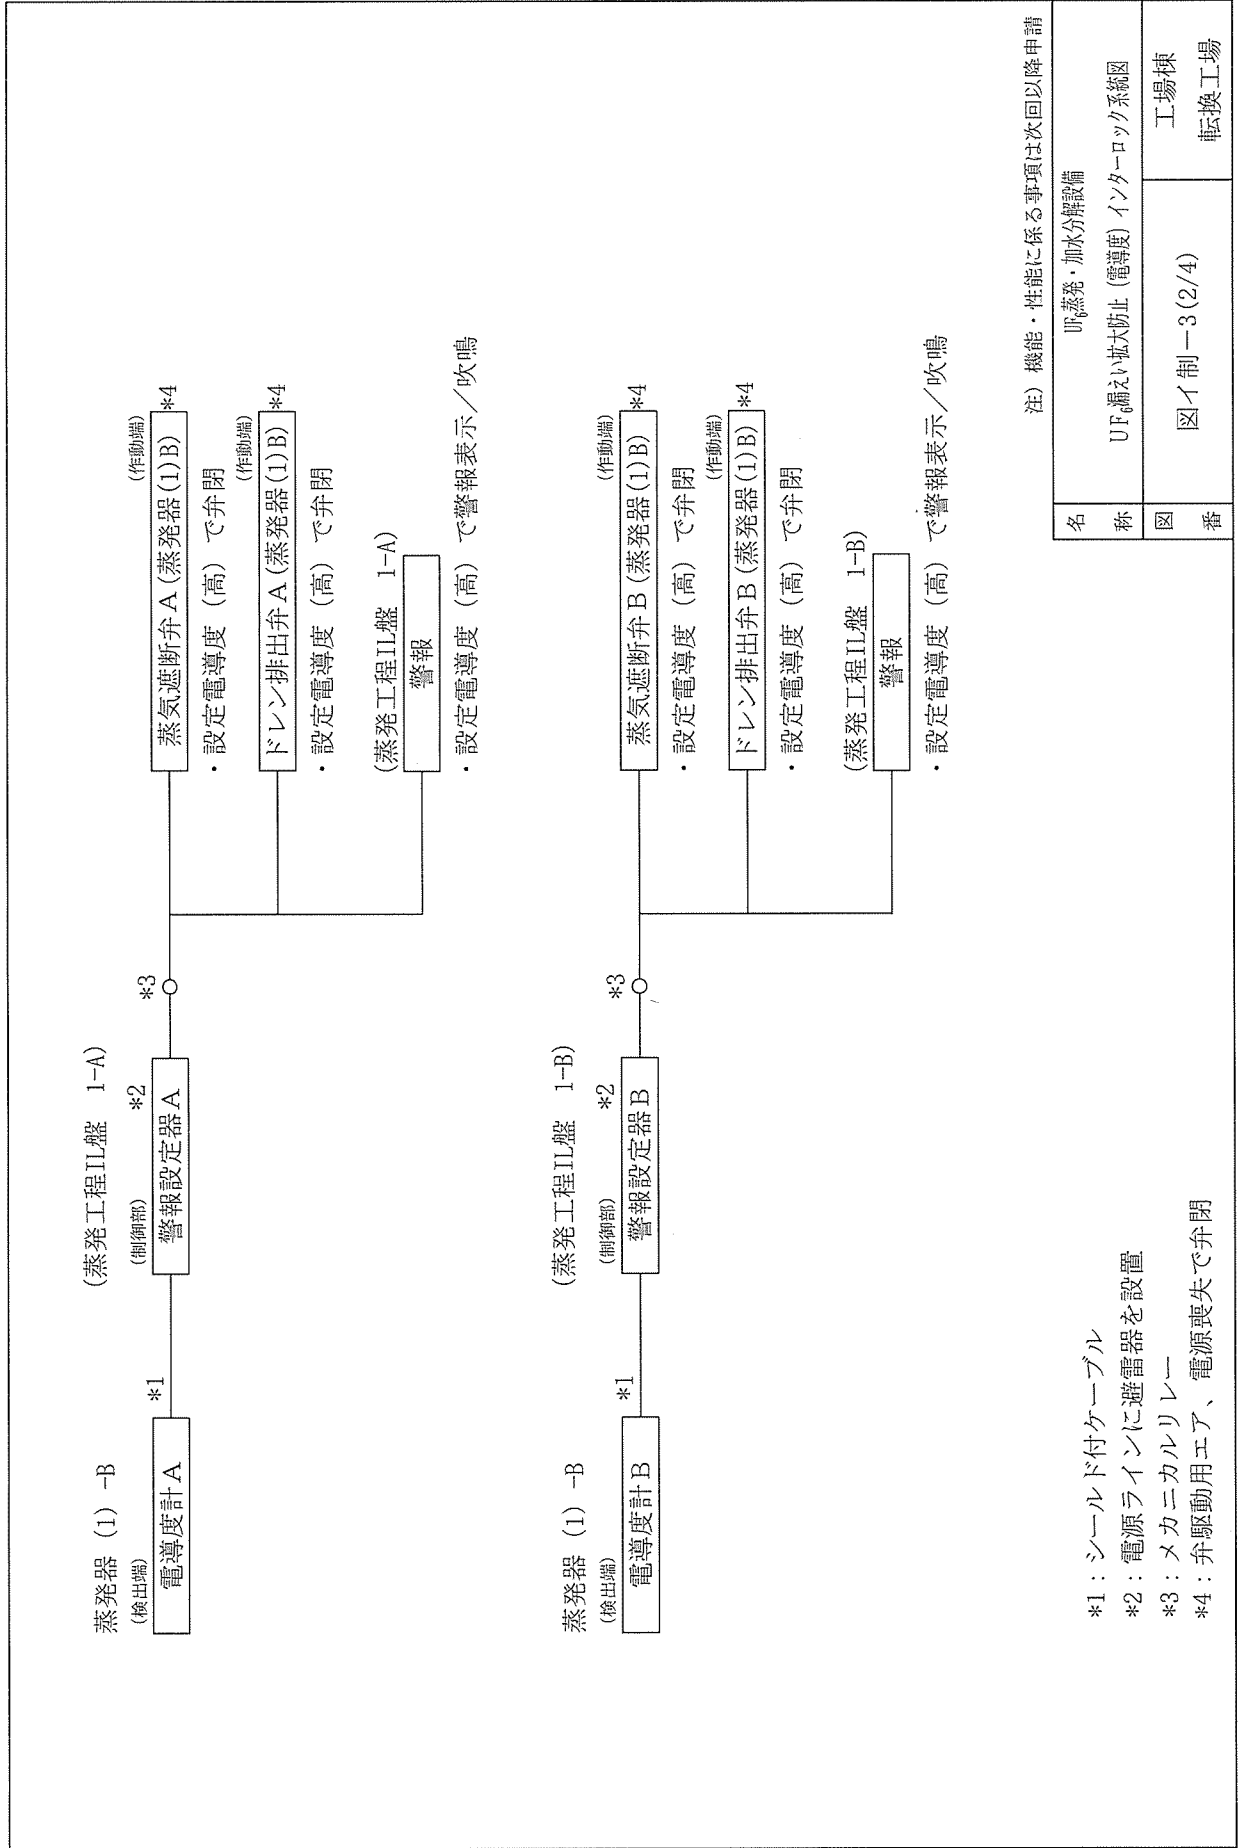 蒸発器 (1) -B
(検出端)
電導度計A
*1
(蒸発工程IL盤 1-A)
(制御部)
*2
警報設定器A
*3
(作動端)
蒸気遮断弁A(蒸発器(1)B)
*4
・設定電導度（高）で弁閉
(作動端)
ドレン排出弁A(蒸発器(1)B)
*4
・設定電導度（高）で弁閉
(蒸発工程IL盤 1-A)
警報
・設定電導度（高）で警報表示／吹鳴
蒸発器 (1) -B
(検出端)
電導度計B
*1
(蒸発工程IL盤 1-B)
(制御部)
*2
警報設定器B
*3
(作動端)
蒸気遮断弁B(蒸発器(1)B)
*4
・設定電導度（高）で弁閉
(作動端)
ドレン排出弁B(蒸発器(1)B)
*4
・設定電導度（高）で弁閉
(蒸発工程IL盤 1-B)
警報
・設定電導度（高）で警報表示／吹鳴
*1：シールド付ケーブル
*2：電源ラインに避雷器を設置
*3：メカニカルリレー
*4：弁駆動用エア、電源喪失で弁閉
注）機能・性能に係る事項は次回以降申請
名称
UF₆蒸発・加水分解設備
UF₆漏えい拡大防止（電導度）インターロック系統図
図番
図イ制－3(2/4)
工場棟
転換工場